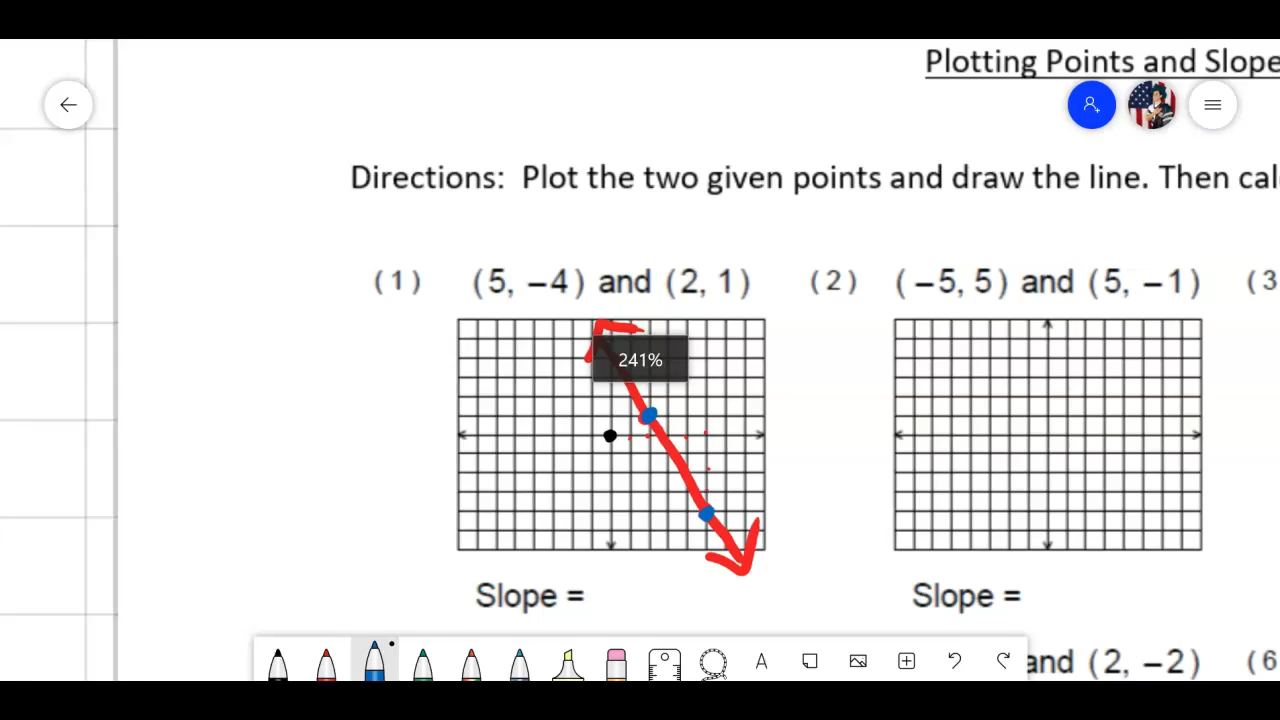 Plotting Points and Slope
Directions: Plot the two given points and draw the line. Then cal
(1) (5, −4) and (2, 1) (2) (−5, 5) and (5, −1) (3
241%
Slope = Slope =
and (2, −2) (6
A